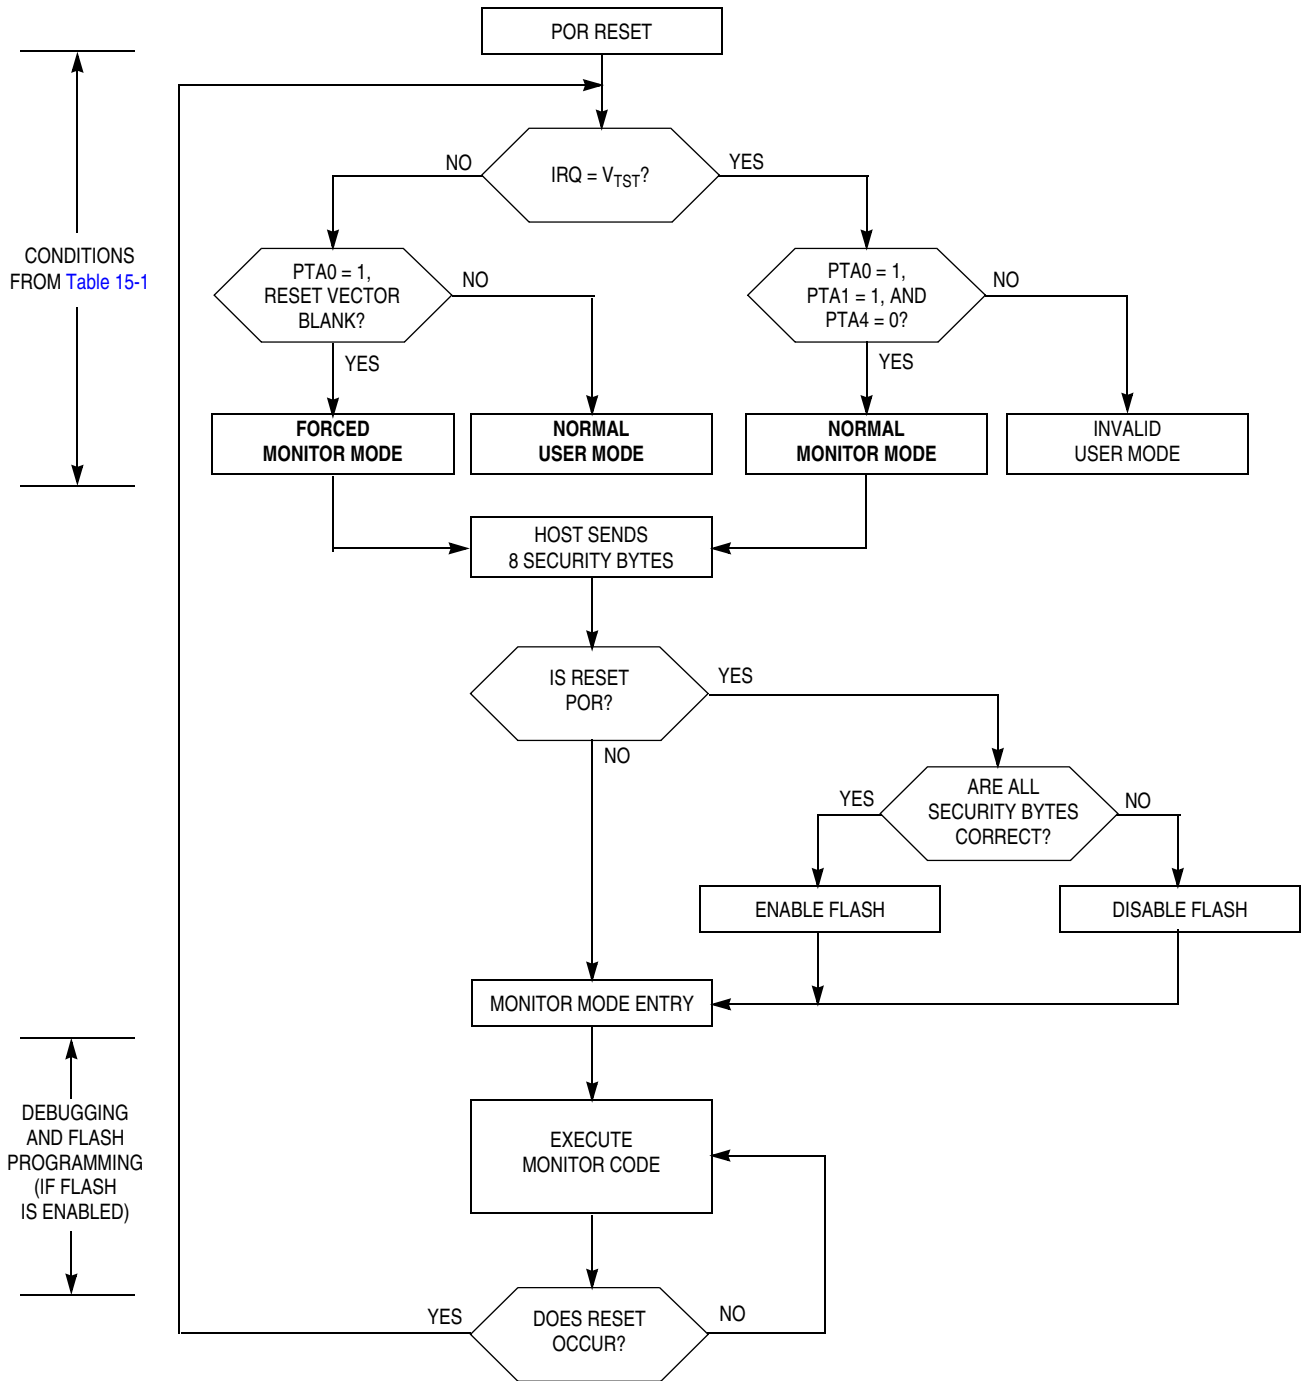 POR RESET
NO
IRQ = VTST?
YES
CONDITIONS
FROM Table 15-1
PTA0 = 1,
RESET VECTOR
BLANK?
NO
YES
PTA0 = 1,
PTA1 = 1, AND
PTA4 = 0?
NO
YES
FORCED
MONITOR MODE
NORMAL
USER MODE
NORMAL
MONITOR MODE
INVALID
USER MODE
HOST SENDS
8 SECURITY BYTES
IS RESET
POR?
YES
NO
YES
ARE ALL
SECURITY BYTES
CORRECT?
NO
ENABLE FLASH
DISABLE FLASH
MONITOR MODE ENTRY
DEBUGGING
AND FLASH
PROGRAMMING
(IF FLASH
IS ENABLED)
EXECUTE
MONITOR CODE
YES
DOES RESET
OCCUR?
NO